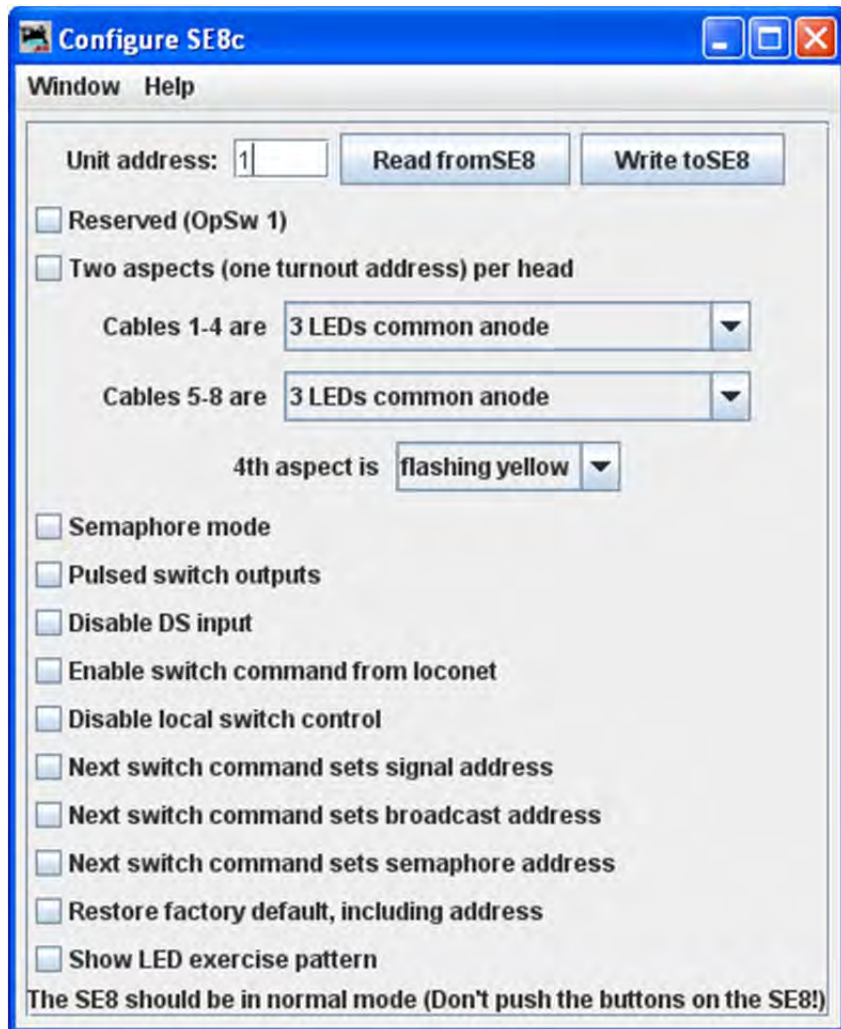 Configure SE8c
Window Help
Unit address: 1 Read fromSE8 Write toSE8
Reserved (OpSw 1)
Two aspects (one turnout address) per head
Cables 1-4 are 3 LEDs common anode
Cables 5-8 are 3 LEDs common anode
4th aspect is flashing yellow
Semaphore mode
Pulsed switch outputs
Disable DS input
Enable switch command from loconet
Disable local switch control
Next switch command sets signal address
Next switch command sets broadcast address
Next switch command sets semaphore address
Restore factory default, including address
Show LED exercise pattern
The SE8 should be in normal mode (Don't push the buttons on the SE8!)